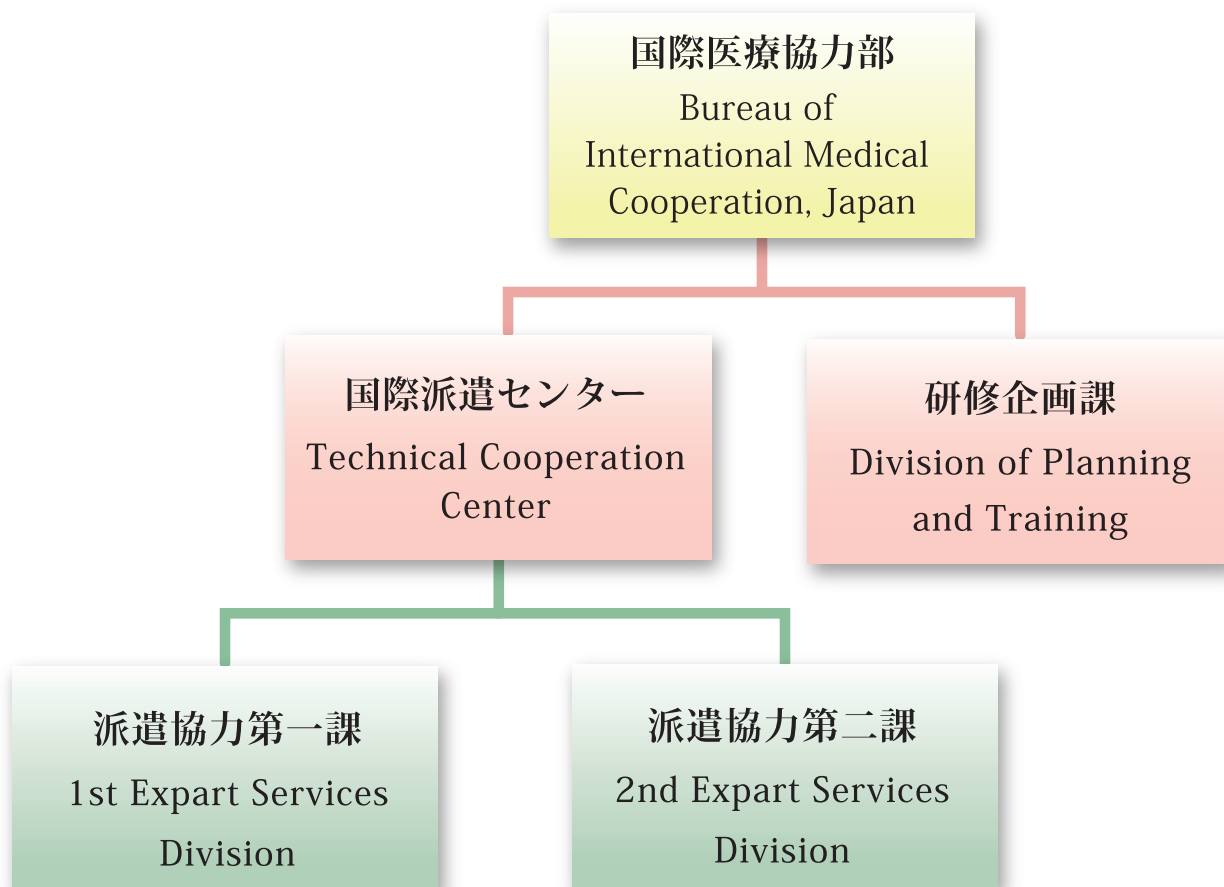 国際医療協力部
Bureau of
International Medical
Cooperation, Japan
国際派遣センター
Technical Cooperation
Center
研修企画課
Division of Planning
and Training
派遣協力第一課
1st Expart Services
Division
派遣協力第二課
2nd Expart Services
Division